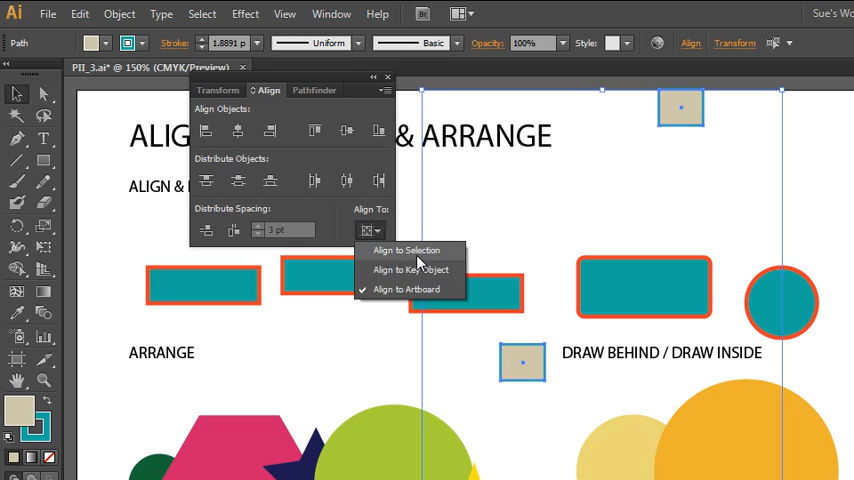 Ai File Edit Object Type Select Effect View Window Help Br Sue's Wo
Path Stroke: 1.8891 p Uniform Basic Opacity: 100% Style: Align Transform
PII_3.ai* @ 150% (CMYK/Preview)
Transform Align Pathfinder
Align Objects:
ALIG & ARRANGE
Distribute Objects:
ALIGN &
Distribute Spacing: Align To:
3 pt
Align to Selection
Align to Key Object
Align to Artboard
ARRANGE
DRAW BEHIND / DRAW INSIDE